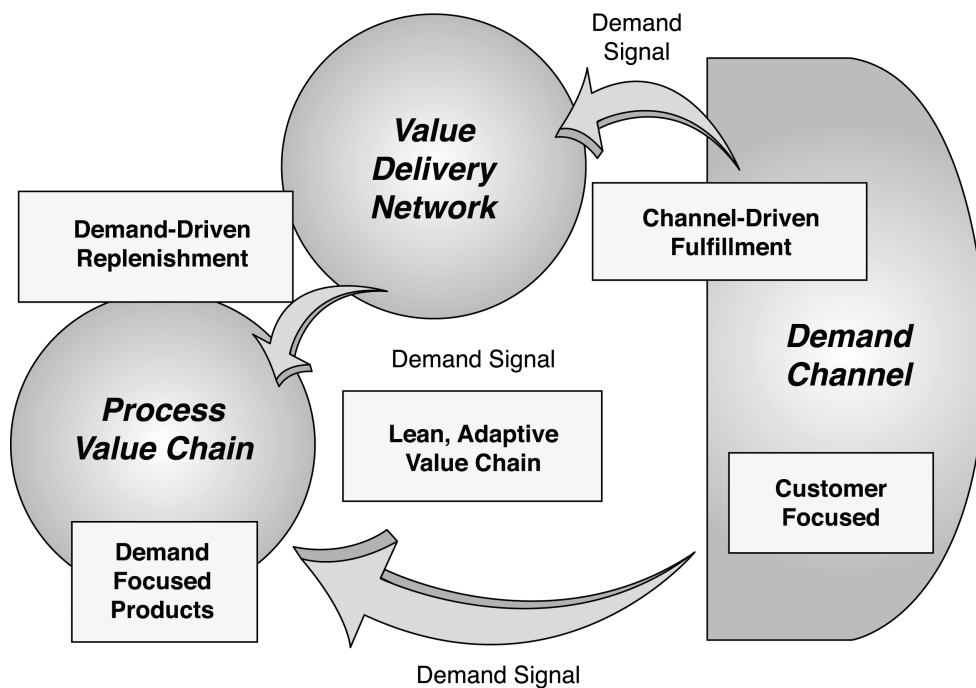 Demand
Signal
Value
Delivery
Network
Demand-Driven
Replenishment
Channel-Driven
Fulfillment
Demand Signal
Demand
Channel
Process
Value Chain
Lean, Adaptive
Value Chain
Customer
Focused
Demand
Focused
Products
Demand Signal